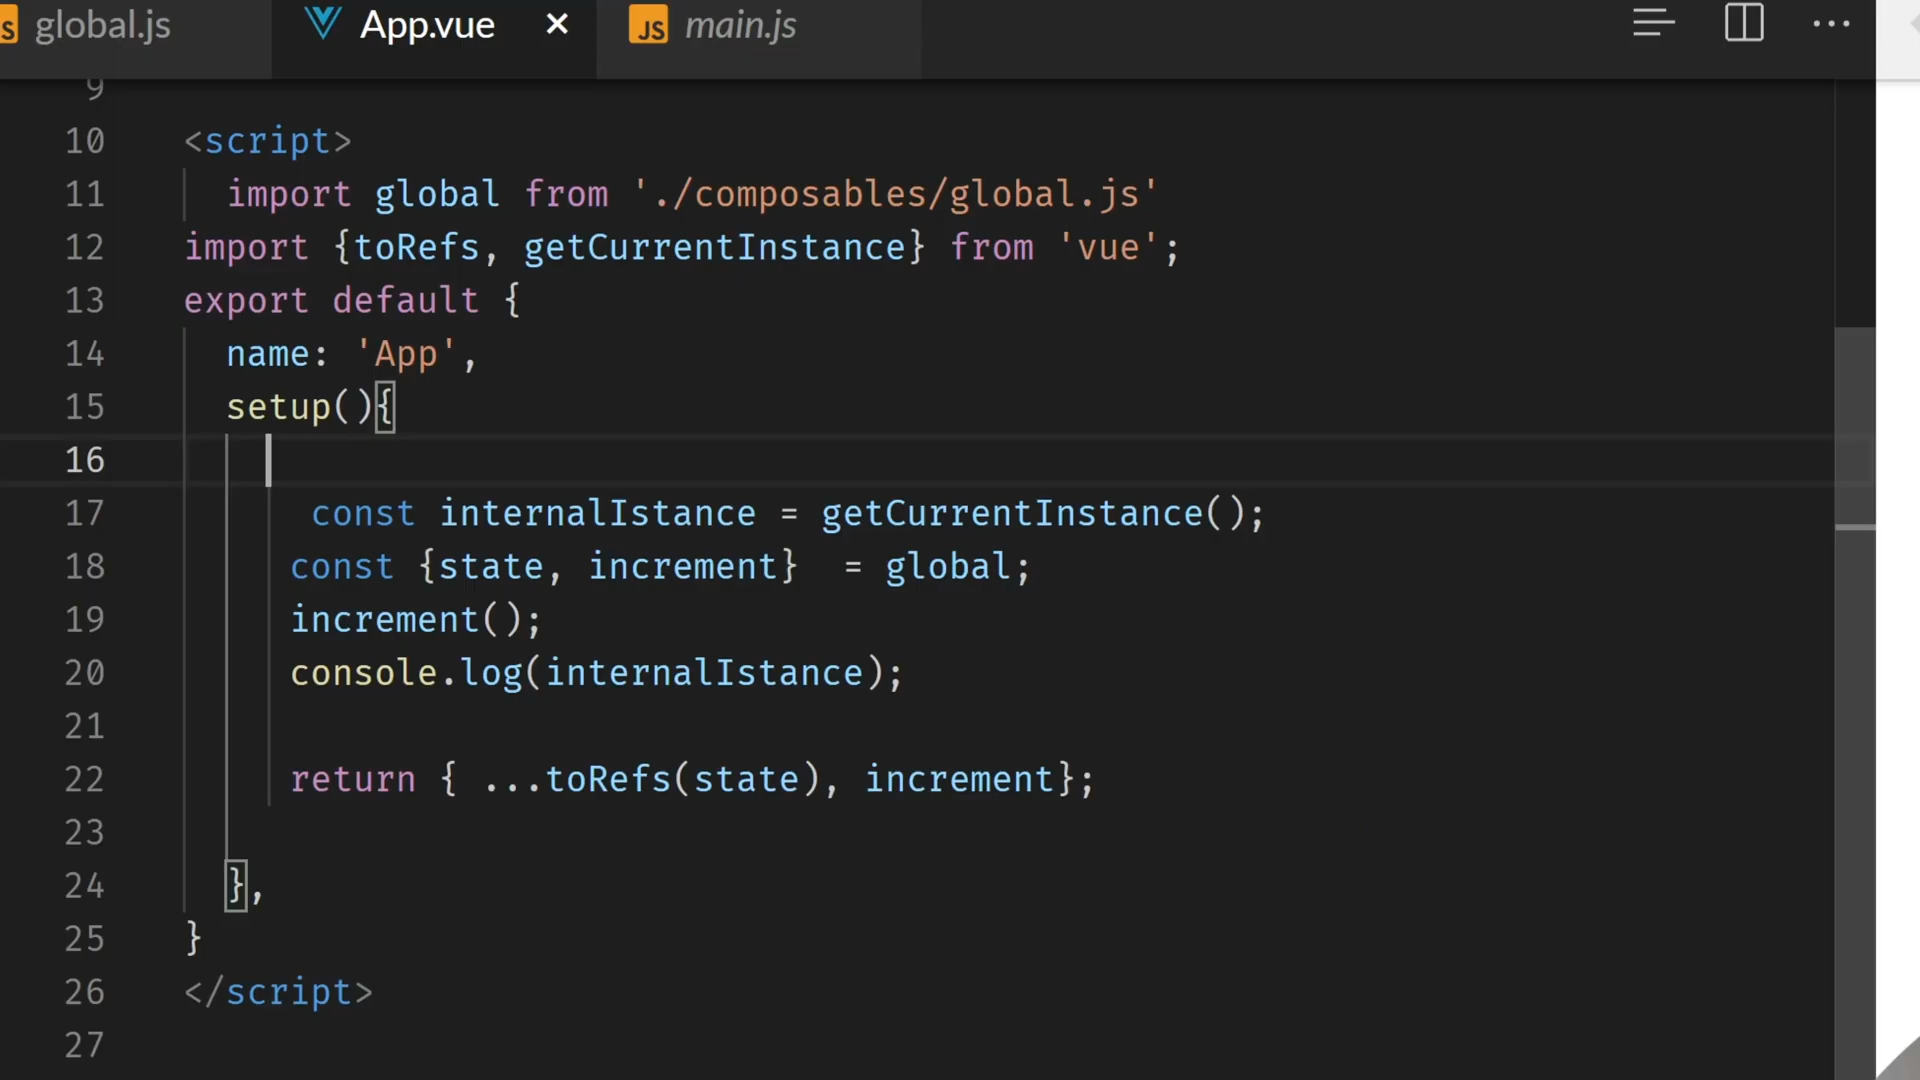 JS global.js App.vue × JS main.js ...
9
10 <script>
11 import global from './composables/global.js'
12 import {toRefs, getCurrentInstance} from 'vue';
13 export default {
14 name: 'App',
15 setup(){
16
17 const internalIstance = getCurrentInstance();
18 const {state, increment}  = global;
19 increment();
20 console.log(internalIstance);
21
22 return { ...toRefs(state), increment};
23
24 },
25 }
26 </script>
27